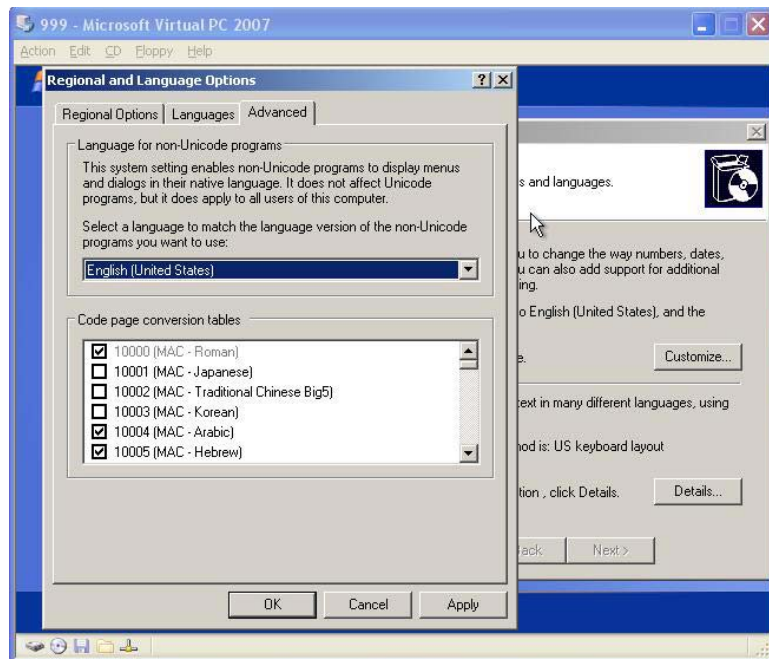 999 - Microsoft Virtual PC 2007
Action Edit CD Floppy Help
Regional and Language Options
Regional Options Languages Advanced
Language for non-Unicode programs
This system setting enables non-Unicode programs to display menus
and dialogs in their native language. It does not affect Unicode
programs, but it does apply to all users of this computer.
Select a language to match the language version of the non-Unicode
programs you want to use:
English (United States)
Code page conversion tables
10000 (MAC - Roman)
10001 (MAC - Japanese)
10002 (MAC - Traditional Chinese Big5)
10003 (MAC - Korean)
10004 (MAC - Arabic)
10005 (MAC - Hebrew)
OK Cancel Apply
s and languages.
u to change the way numbers, dates,
u can also add support for additional
ing.
o English (United States), and the
e.
Customize...
text in many different languages, using
hod is: US keyboard layout
tion , click Details.
Details...
Back Next >